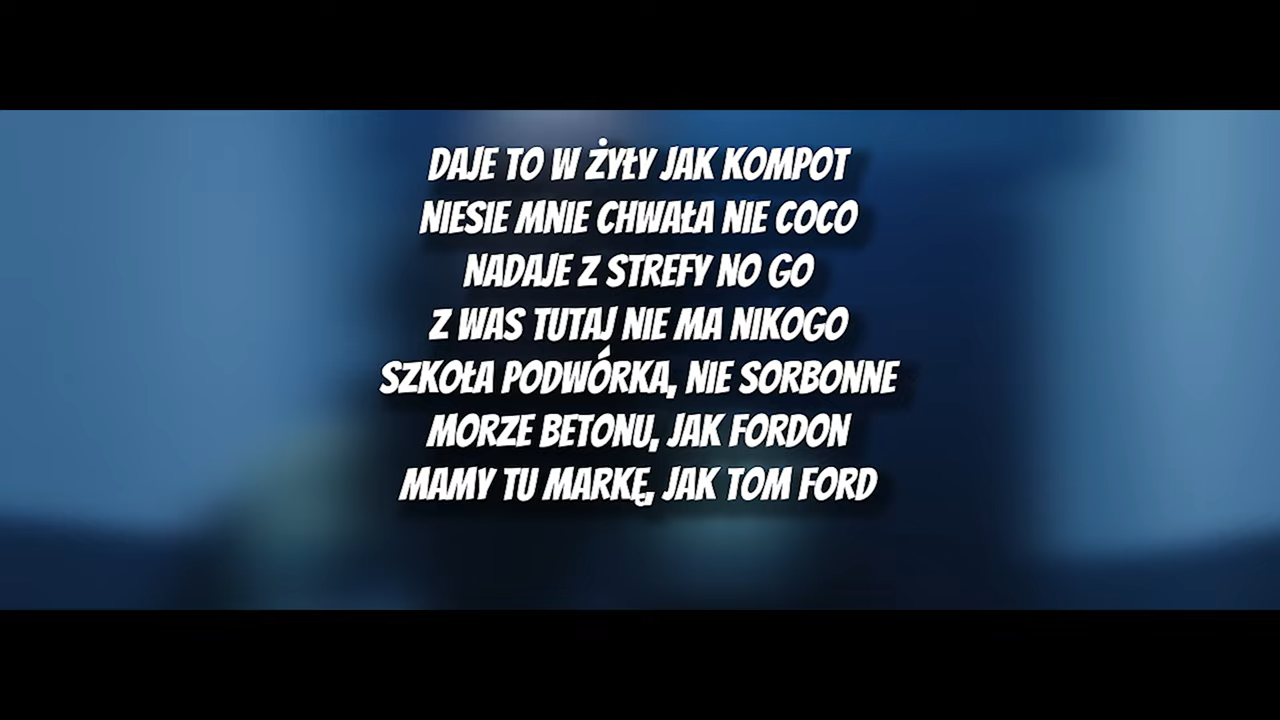 DAJE TO W ŻYŁY JAK KOMPOT
NIESIE MNIE CHWAŁA NIE COCO
NADAJE Z STREFY NO GO
Z WAS TUTAJ NIE MA NIKOGO
SZKOŁA PODWÓRKA, NIE SORBONNE
MORZE BETONU, JAK FORDON
MAMY TU MARKĘ, JAK TOM FORD